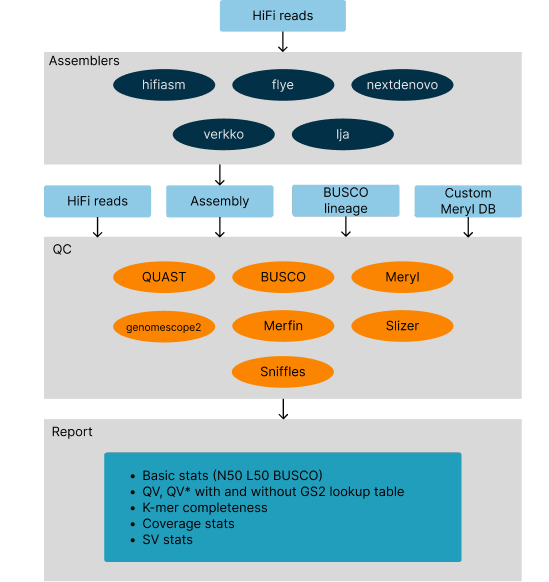 HiFi reads
Assemblers
hifiasm
flye
nextdenovo
verkko
lja
HiFi reads
Assembly
BUSCO
lineage
Custom
Meryl DB
QC
QUAST
BUSCO
Meryl
genomescope2
Merfin
Slizer
Sniffles
Report
• Basic stats (N50 L50 BUSCO)
• QV, QV* with and without GS2 lookup table
• K-mer completeness
• Coverage stats
• SV stats